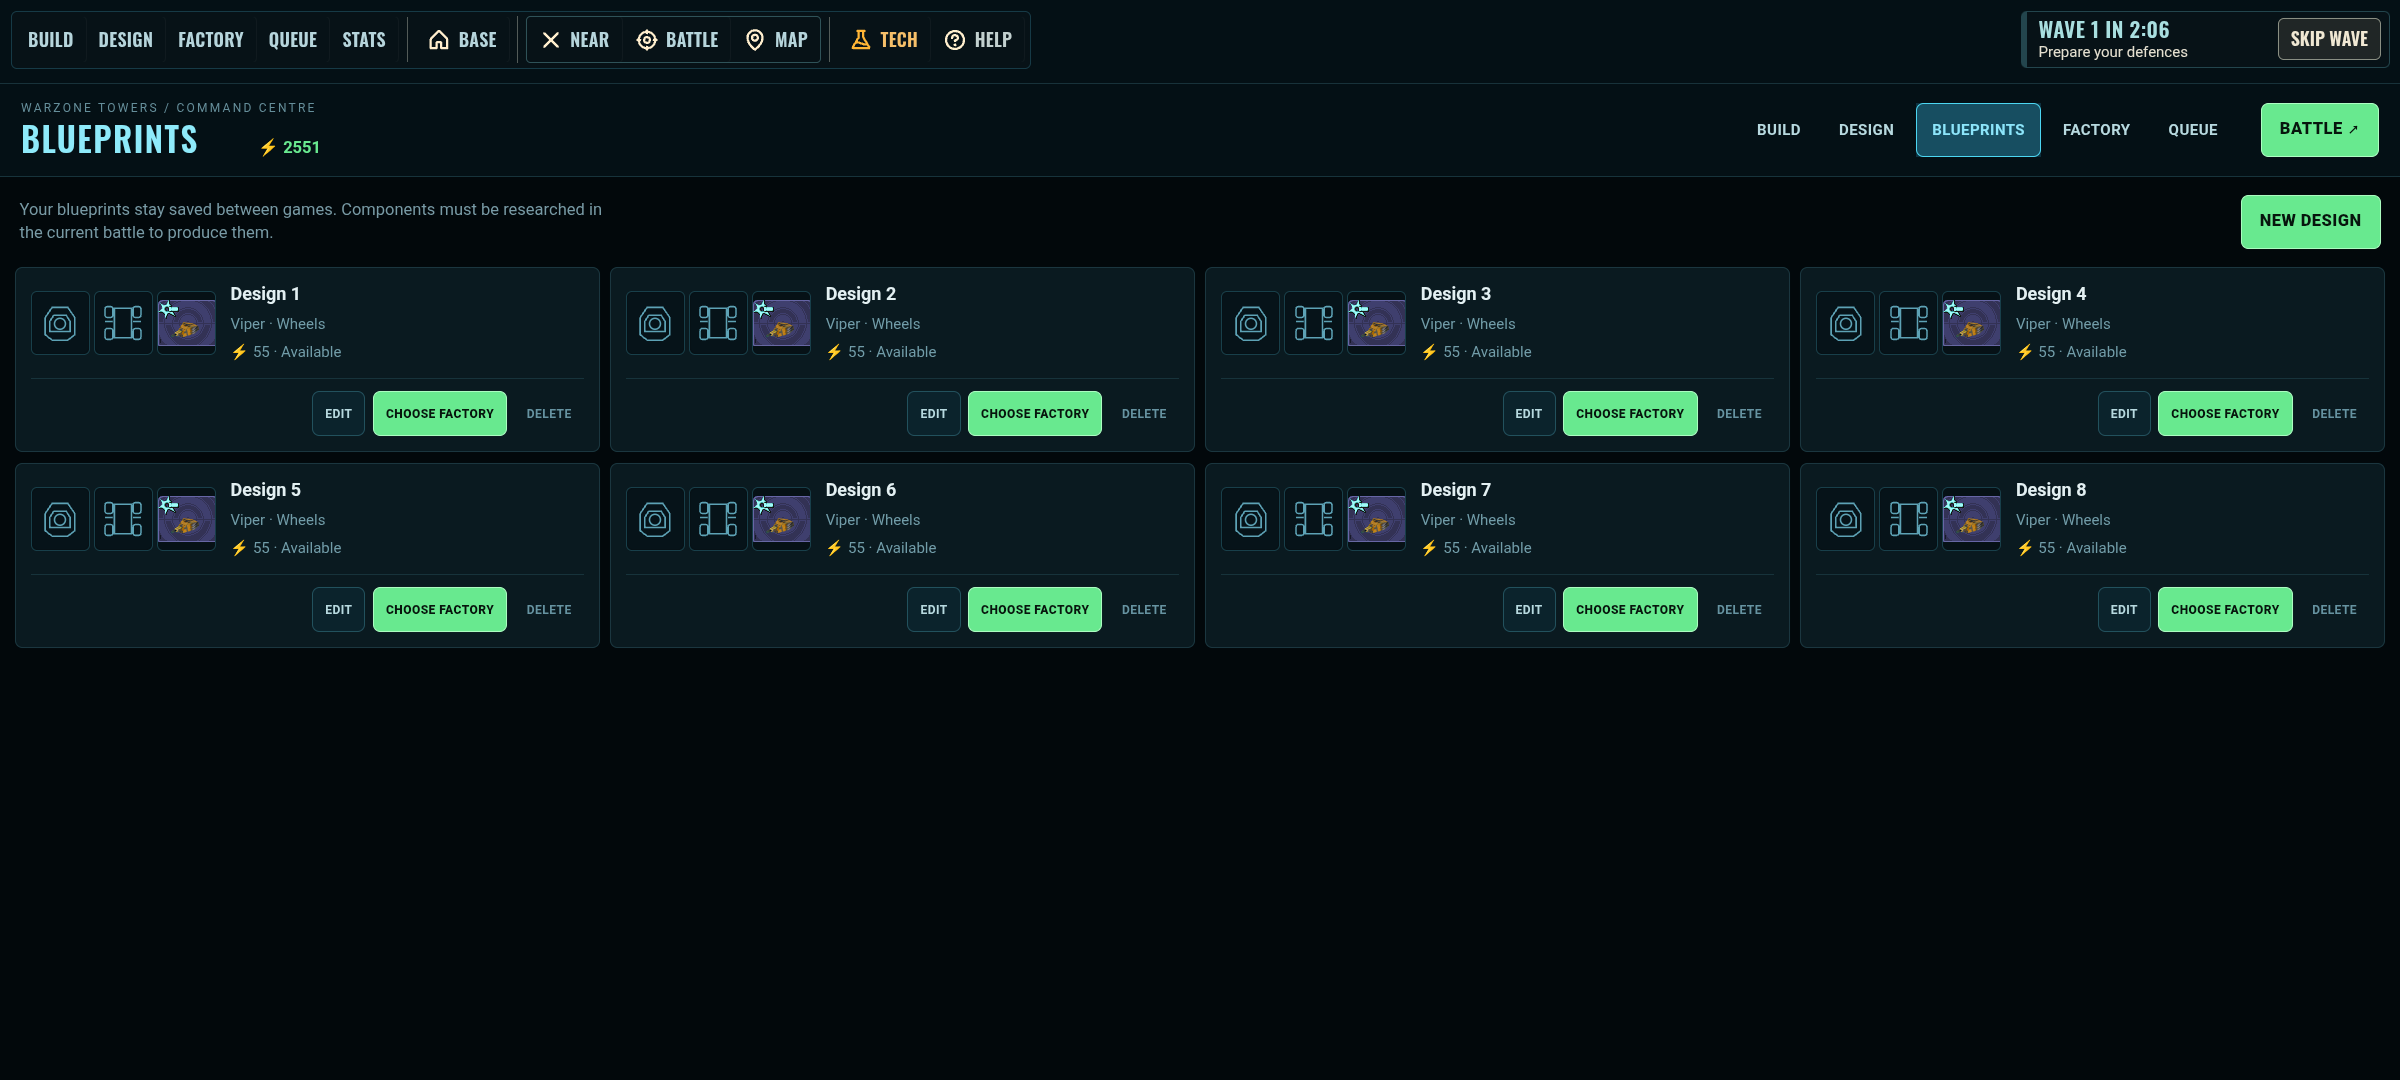 BUILD DESIGN FACTORY QUEUE STATS BASE NEAR BATTLE MAP TECH HELP
WAVE 1 IN 2:06
Prepare your defences
SKIP WAVE
WARZONE TOWERS / COMMAND CENTRE
BLUEPRINTS ⚡ 2551
BUILD DESIGN BLUEPRINTS FACTORY QUEUE BATTLE ↗
Your blueprints stay saved between games. Components must be researched in
the current battle to produce them.
NEW DESIGN
Design 1
Viper · Wheels
⚡ 55 · Available
EDIT CHOOSE FACTORY DELETE
Design 2
Viper · Wheels
⚡ 55 · Available
EDIT CHOOSE FACTORY DELETE
Design 3
Viper · Wheels
⚡ 55 · Available
EDIT CHOOSE FACTORY DELETE
Design 4
Viper · Wheels
⚡ 55 · Available
EDIT CHOOSE FACTORY DELETE
Design 5
Viper · Wheels
⚡ 55 · Available
EDIT CHOOSE FACTORY DELETE
Design 6
Viper · Wheels
⚡ 55 · Available
EDIT CHOOSE FACTORY DELETE
Design 7
Viper · Wheels
⚡ 55 · Available
EDIT CHOOSE FACTORY DELETE
Design 8
Viper · Wheels
⚡ 55 · Available
EDIT CHOOSE FACTORY DELETE